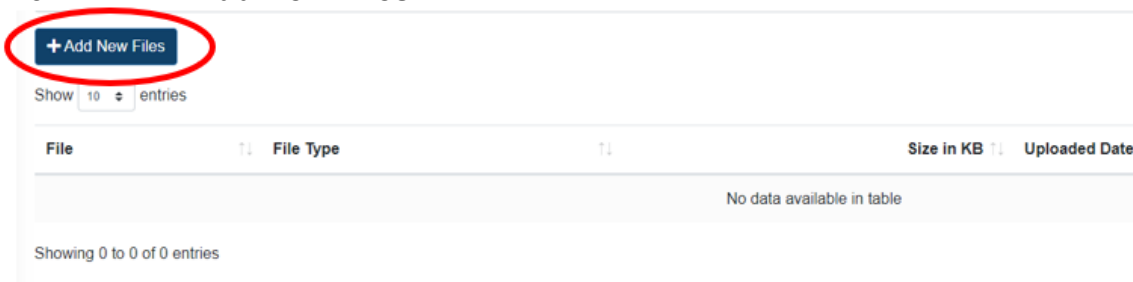 + Add New Files
Show 10 entries
File File Type Size in KB Uploaded Date
No data available in table
Showing 0 to 0 of 0 entries